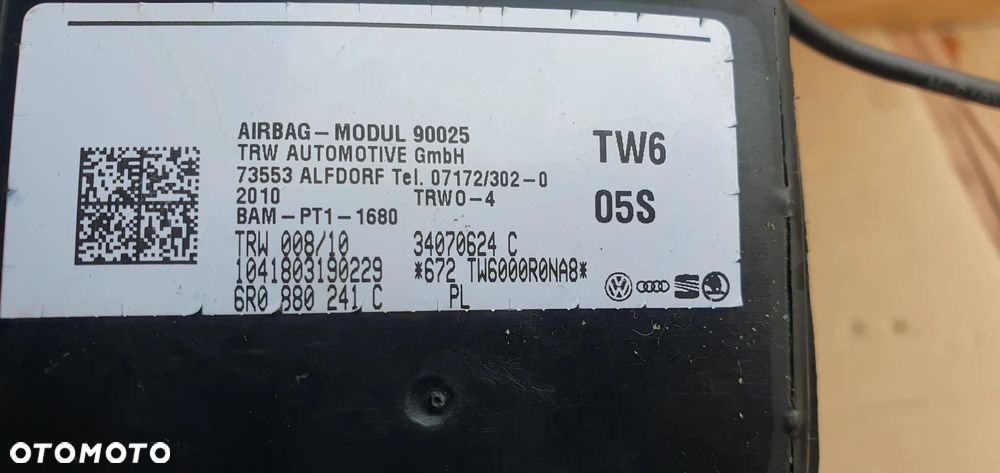 AIRBAG-MODUL 90025
TRW AUTOMOTIVE GmbH
73553 ALFDORF Tel. 07172/302-0
2010 TRWO-4
BAM-PT1-1680
TRW 008/10 34070624 C
1041803190229 *672 TW6000R0NA8*
6R0 880 241 C PL
TW6
05S
OTOMOTO